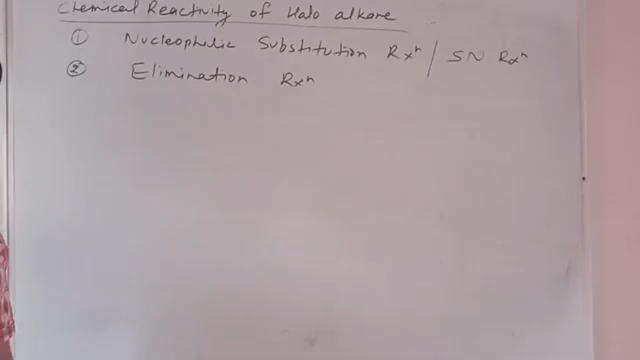 Chemical Reactivity of Halo alkane
① Nucleophilic Substitution Rxⁿ / SN Rxⁿ
② Elimination Rxⁿ